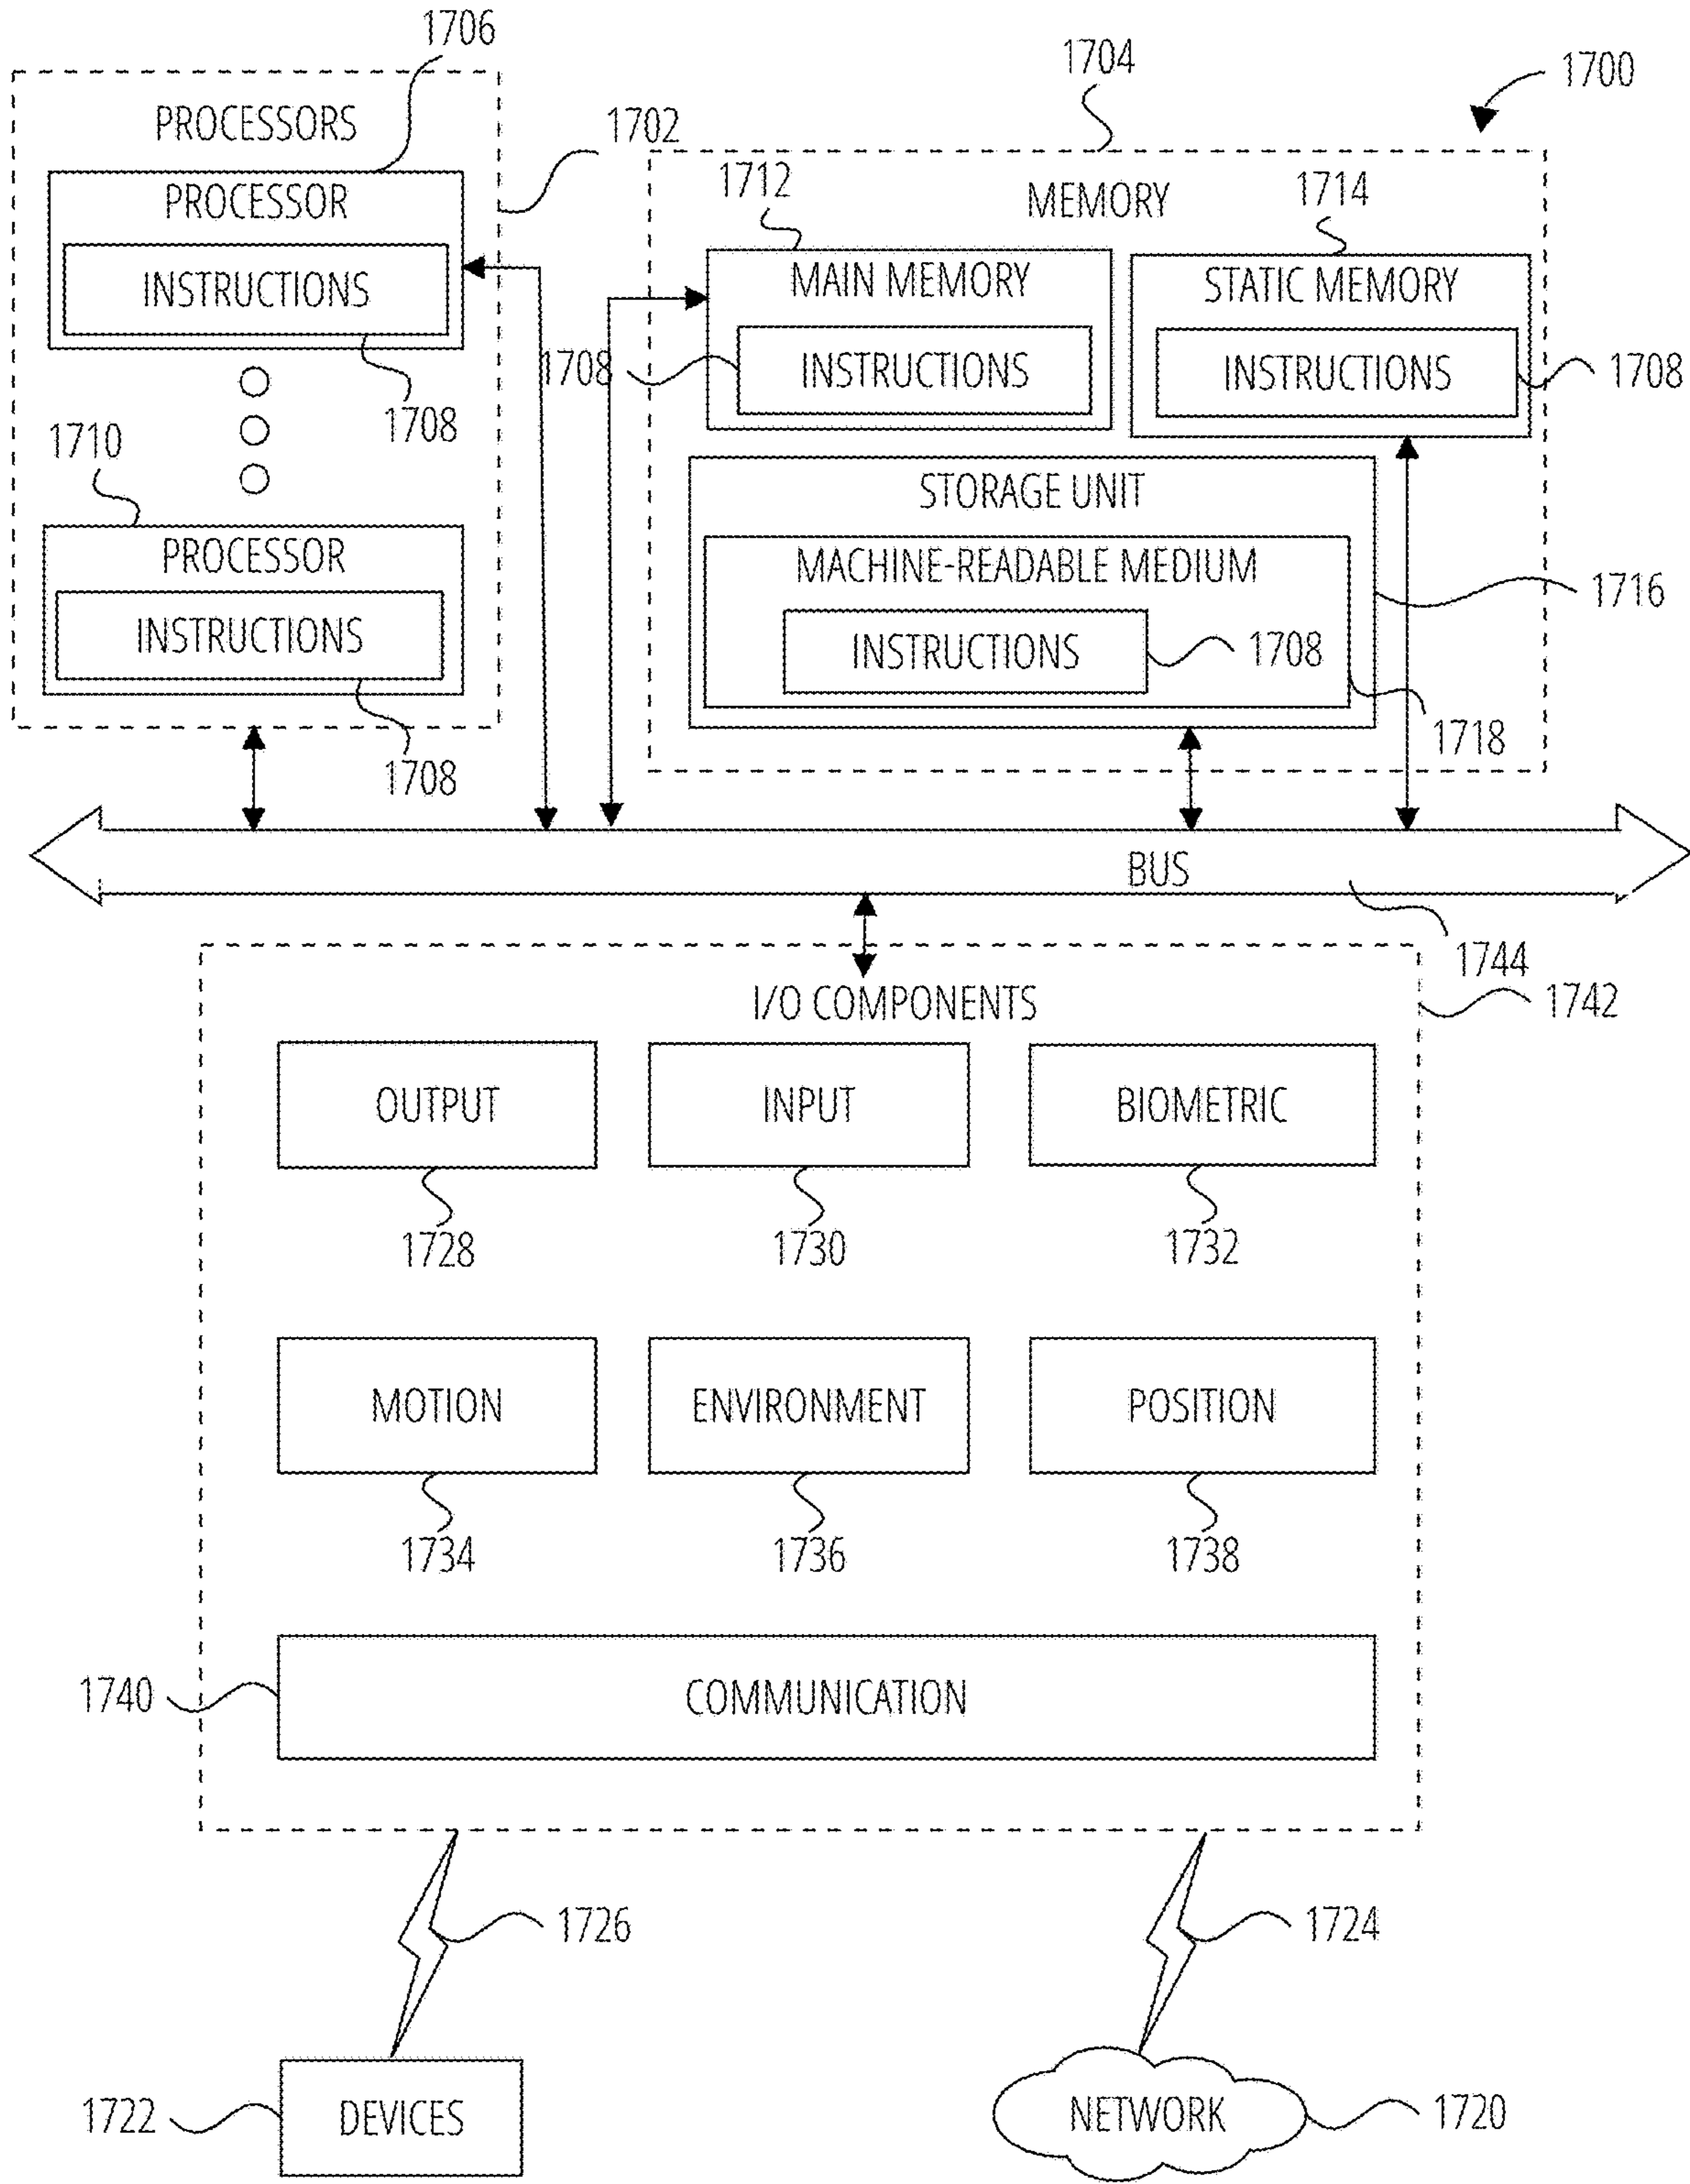 1706
1704
1700
PROCESSORS
1702
MEMORY
1712
1714
PROCESSOR
INSTRUCTIONS
1708
MAIN MEMORY
INSTRUCTIONS
1708
STATIC MEMORY
INSTRUCTIONS
1708
1710
PROCESSOR
INSTRUCTIONS
1708
STORAGE UNIT
MACHINE-READABLE MEDIUM
INSTRUCTIONS
1708
1716
1718
BUS
1744
I/O COMPONENTS
1742
OUTPUT
INPUT
BIOMETRIC
1728
1730
1732
MOTION
ENVIRONMENT
POSITION
1734
1736
1738
1740
COMMUNICATION
1726
1724
1722
DEVICES
NETWORK
1720